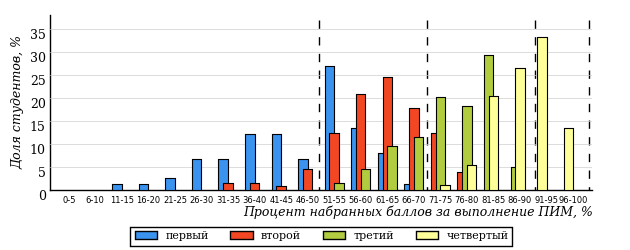 Доля студентов, %
35
30
25
20
15
10
5
0
0-5 6-10 11-15 16-20 21-25 26-30 31-35 36-40 41-45 46-50 51-55 56-60 61-65 66-70 71-75 76-80 81-85 86-90 91-95 96-100
Процент набранных баллов за выполнение ПИМ, %
первый второй третий четвертый